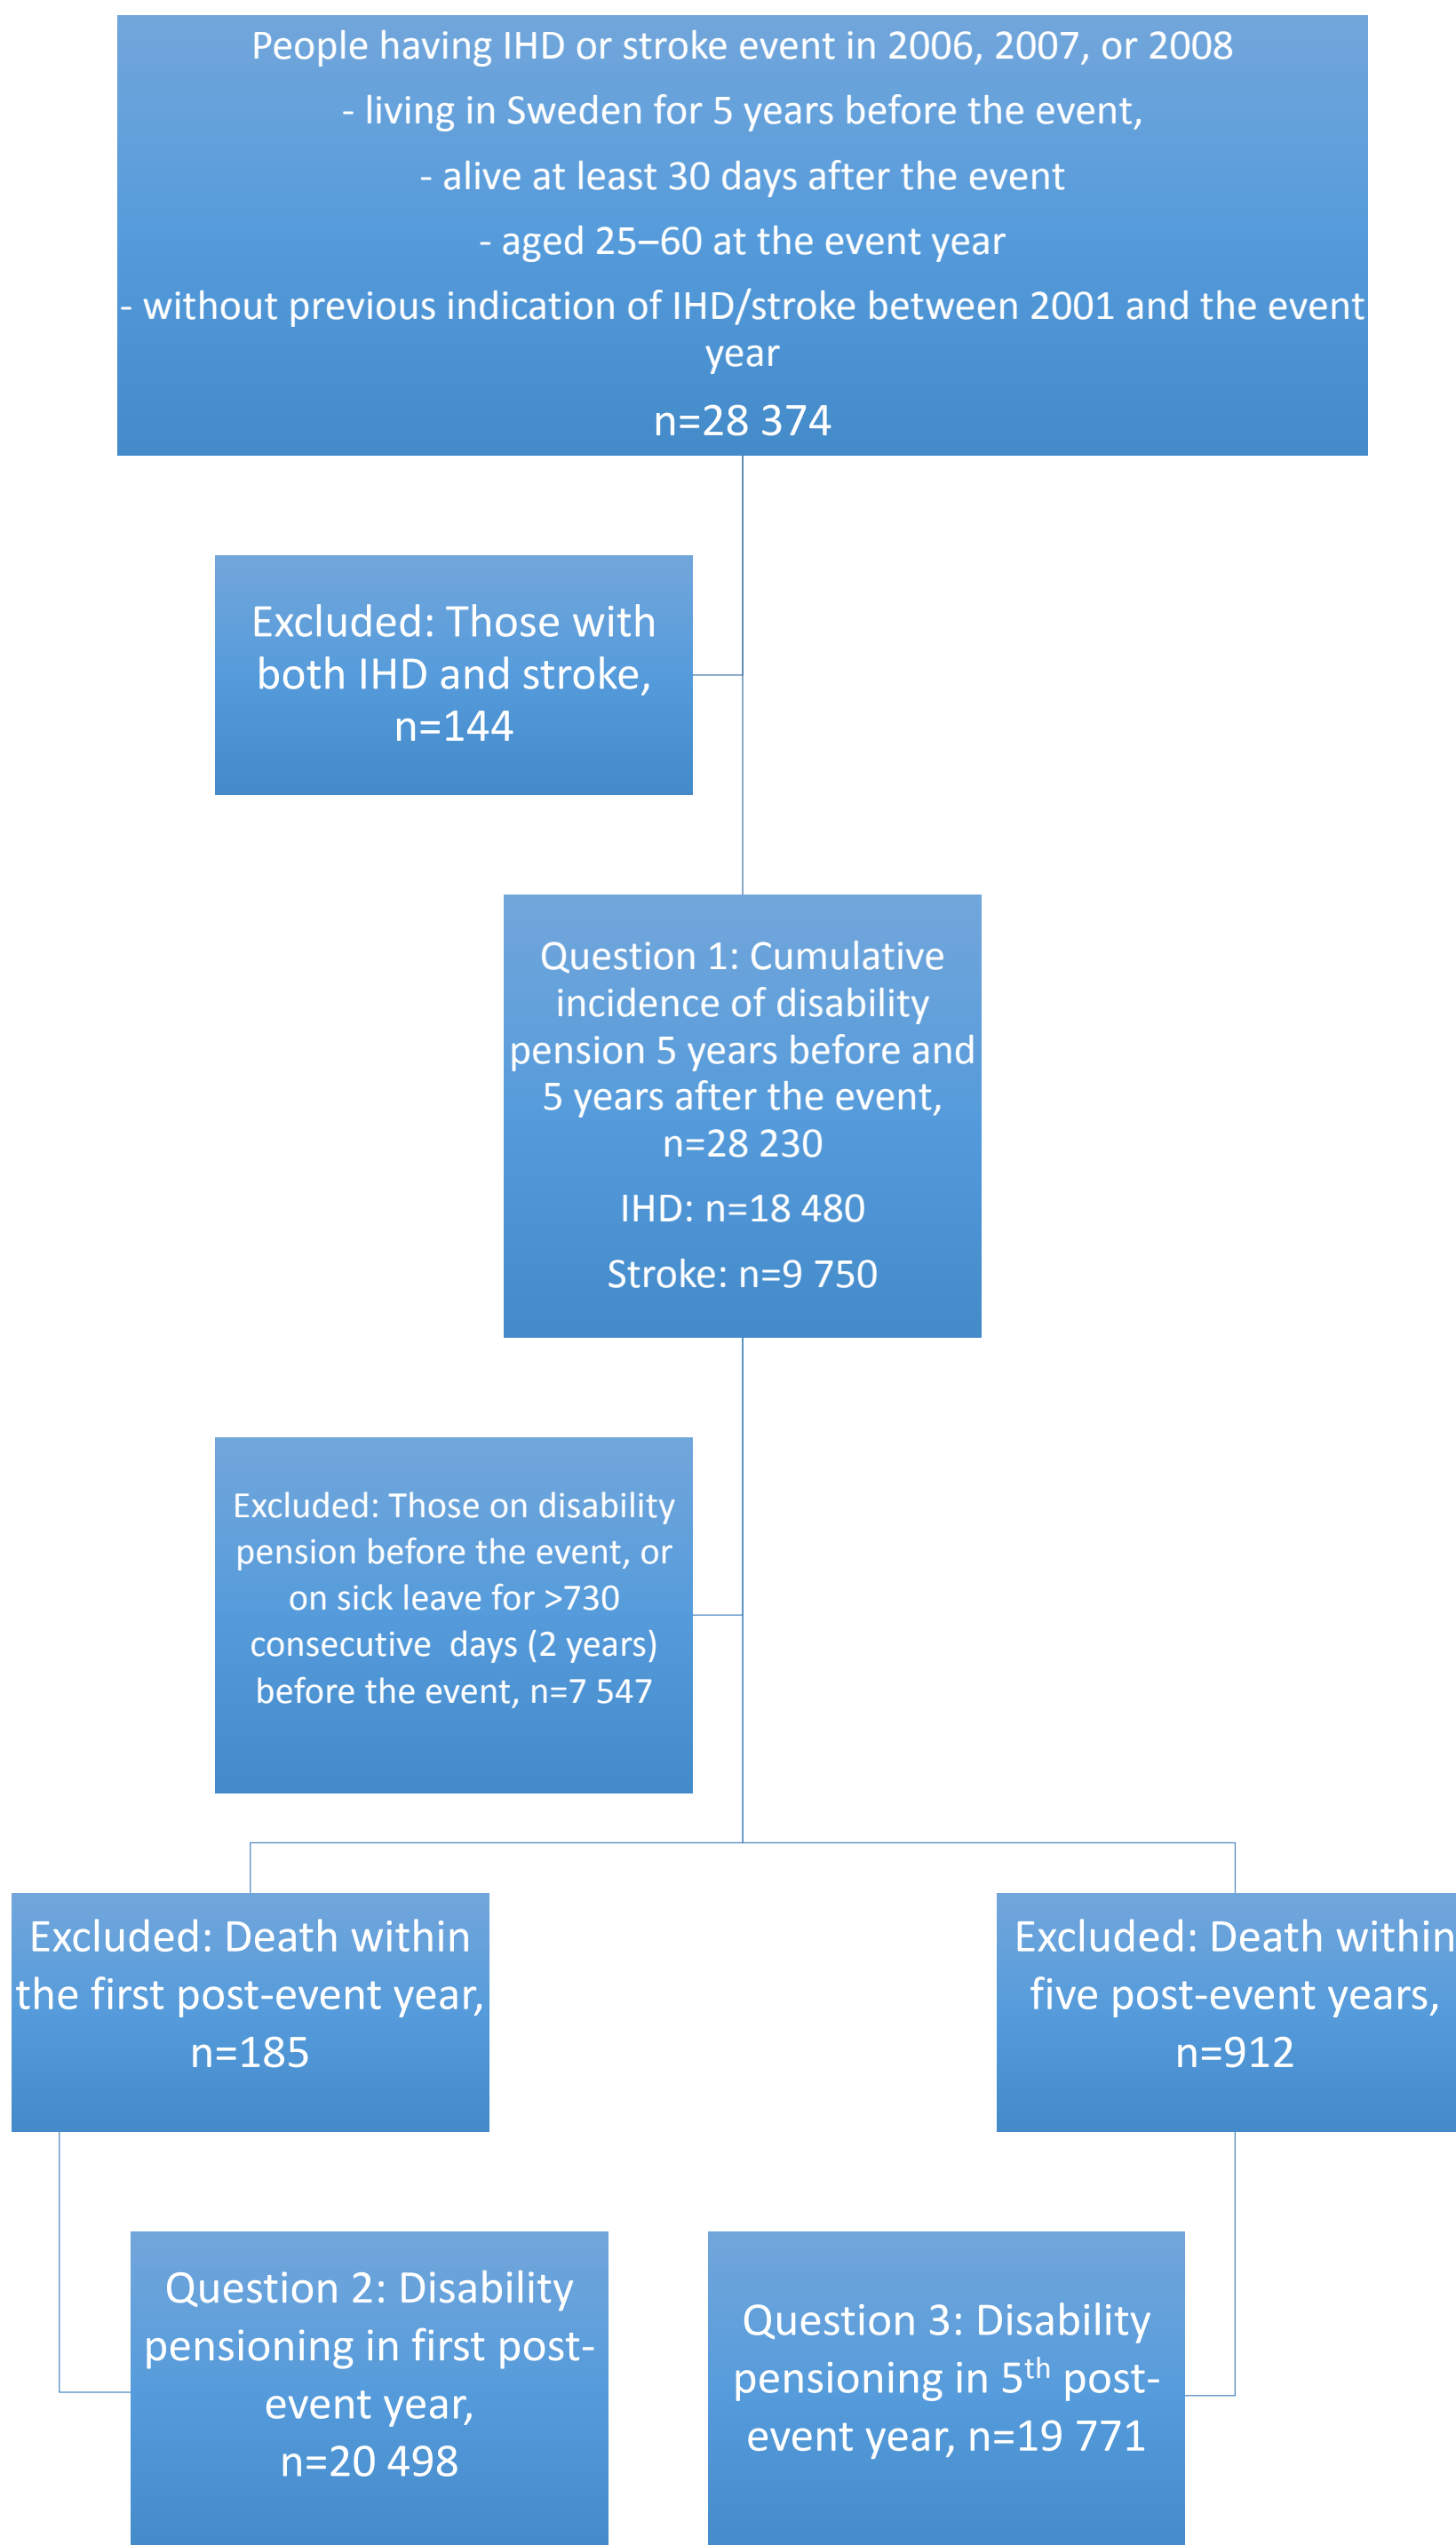 People having IHD or stroke event in 2006, 2007, or 2008
- living in Sweden for 5 years before the event,
- alive at least 30 days after the event
- aged 25–60 at the event year
- without previous indication of IHD/stroke between 2001 and the event
year
n=28 374
Excluded: Those with
both IHD and stroke,
n=144
Question 1: Cumulative
incidence of disability
pension 5 years before and
5 years after the event,
n=28 230
IHD: n=18 480
Stroke: n=9 750
Excluded: Those on disability
pension before the event, or
on sick leave for >730
consecutive  days (2 years)
before the event, n=7 547
Excluded: Death within
the first post-event year,
n=185
Excluded: Death within
five post-event years,
n=912
Question 2: Disability
pensioning in first post-
event year,
n=20 498
Question 3: Disability
pensioning in 5th post-
event year, n=19 771